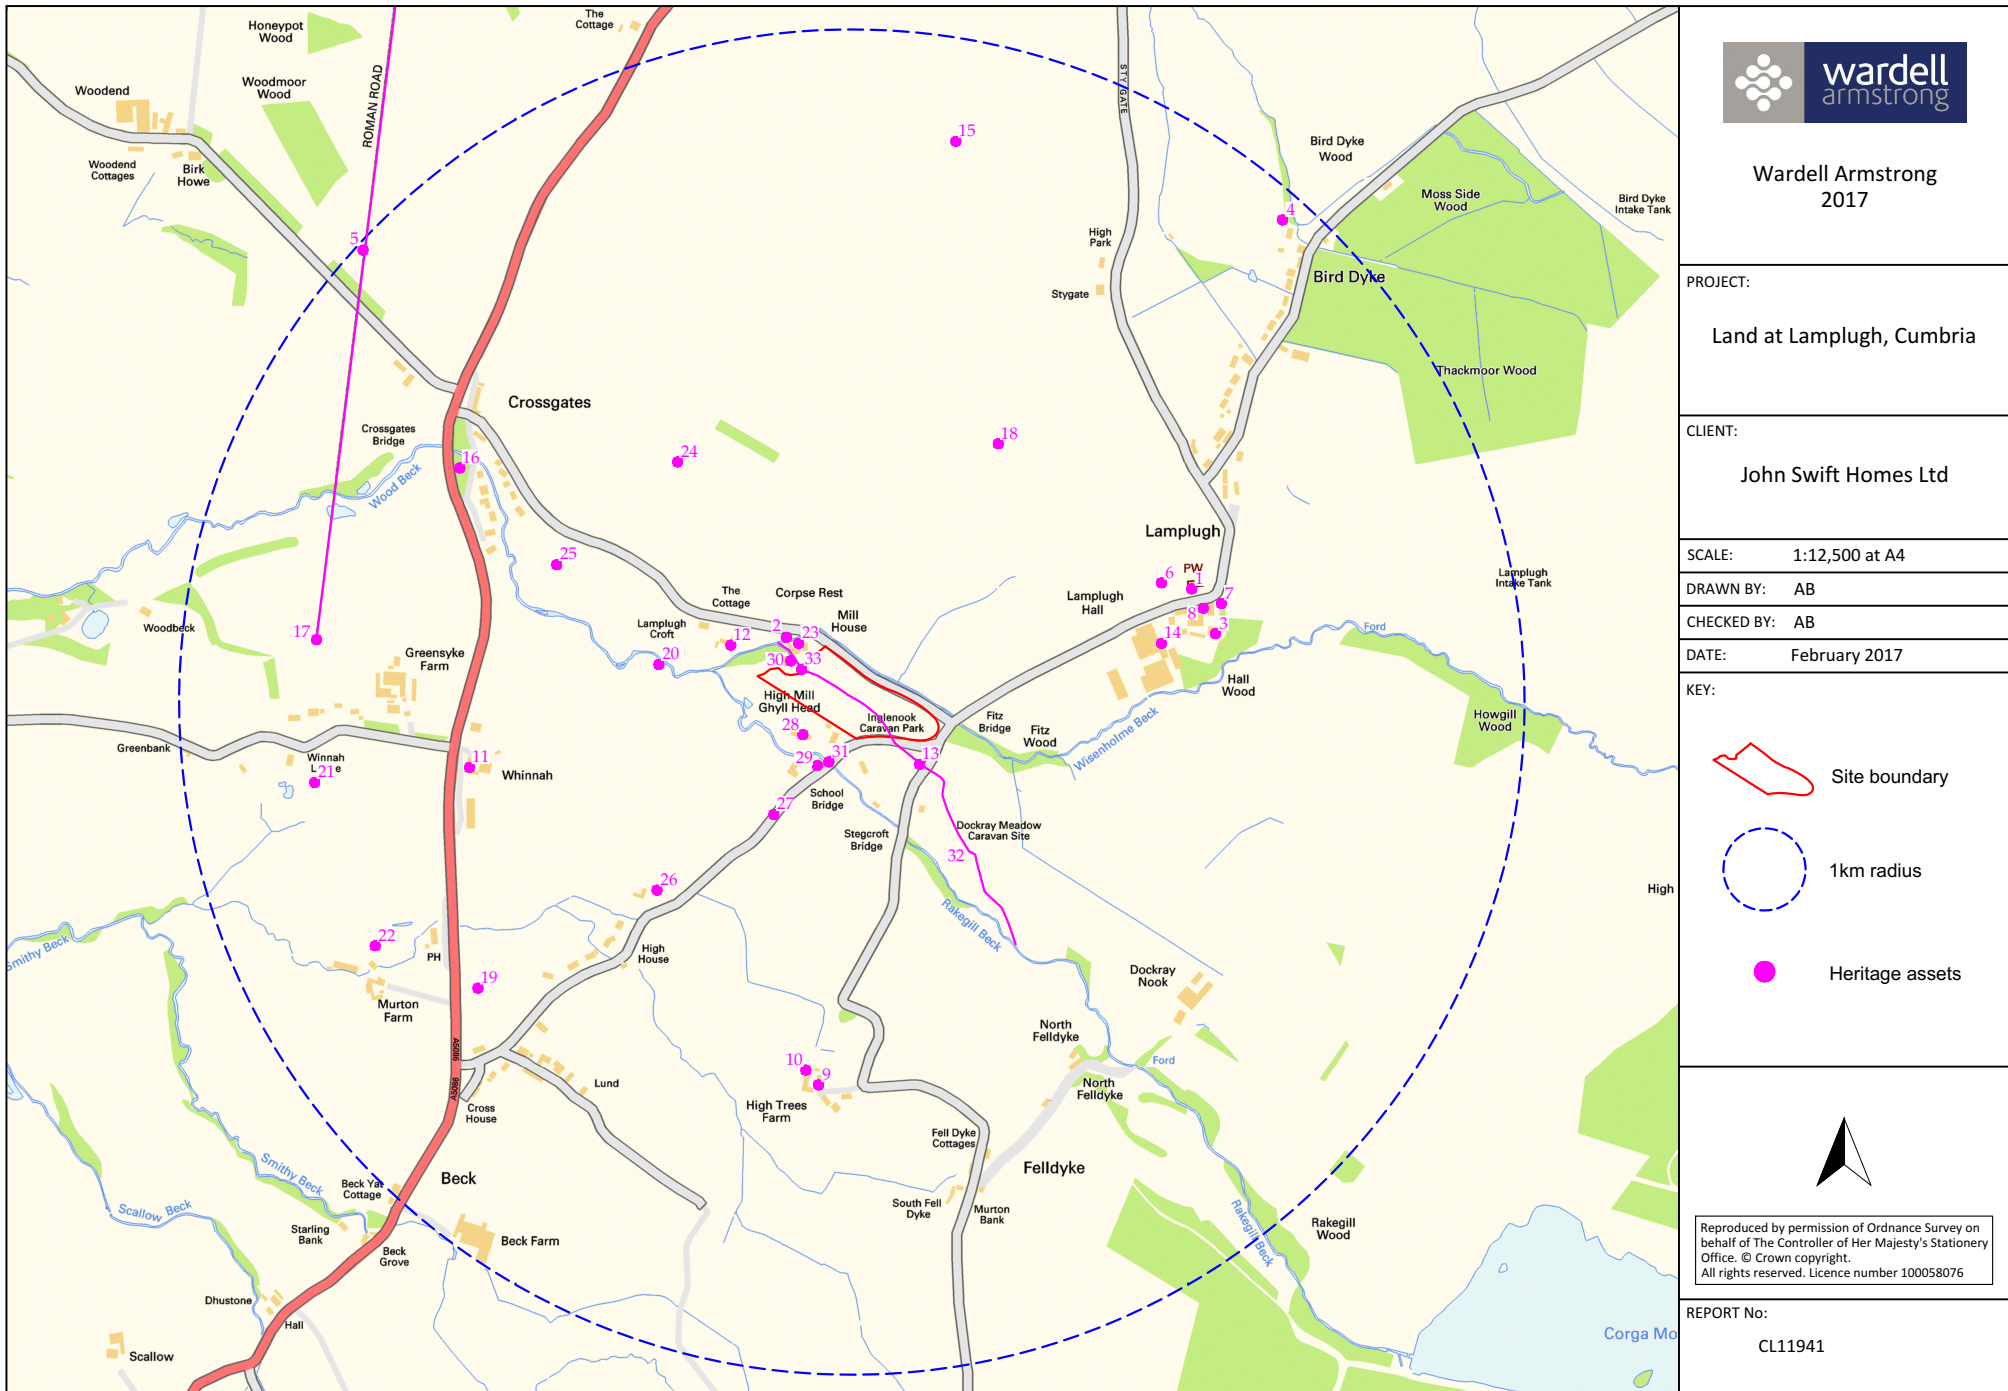 Honeypot
Wood
The
Cottage
Woodend
Woodmoor
Wood
ROMAN ROAD
STYGATE
15
Bird Dyke
Wood
Woodend
Cottages
Birk
Howe
Moss Side
Wood
Bird Dyke
Intake Tank
4
5
High
Park
Bird Dyke
Stygate
Thackmoor Wood
Crossgates
Crossgates
Bridge
18
24
16
Wood Beck
Lamplugh
25
PW
6
1
Lamplugh
Intake Tank
The
Cottage
Corpse Rest
Lamplugh
Hall
7
8
Mill
House
Woodbeck
17
Lamplugh
Croft
2
23
12
3
14
Ford
Greensyke
Farm
20
30
33
Hall
Wood
High Mill
Ghyll Head
Inglenook
Caravan Park
Fitz
Bridge
Fitz
Wood
Howgill
Wood
28
Wisenholme Beck
Greenbank
Winnah
21
11
Whinnah
29
31
13
School
Bridge
27
Dockray Meadow
Caravan Site
Stegcroft
Bridge
32
26
High
Rakegill Beck
Smithy Beck
22
PH
High
House
19
Dockray
Nook
Murton
Farm
North
Felldyke
A5086
A5086
Ford
10
9
Lund
North
Felldyke
High Trees
Farm
Cross
House
Fell Dyke
Cottages
Smithy Beck
Beck
Felldyke
Beck Yat
Cottage
Scallow Beck
South Fell
Dyke
Murton
Bank
Rakegill Beck
Starling
Bank
Rakegill
Wood
Beck Farm
Beck
Grove
Dhustone
Hall
Scallow
Corga Mo
wardell
armstrong
Wardell Armstrong
2017
PROJECT:
Land at Lamplugh, Cumbria
CLIENT:
John Swift Homes Ltd
SCALE: 1:12,500 at A4
DRAWN BY: AB
CHECKED BY: AB
DATE: February 2017
KEY:
Site boundary
1km radius
Heritage assets
Reproduced by permission of Ordnance Survey on
behalf of The Controller of Her Majesty's Stationery
Office. © Crown copyright.
All rights reserved. Licence number 100058076
REPORT No:
CL11941